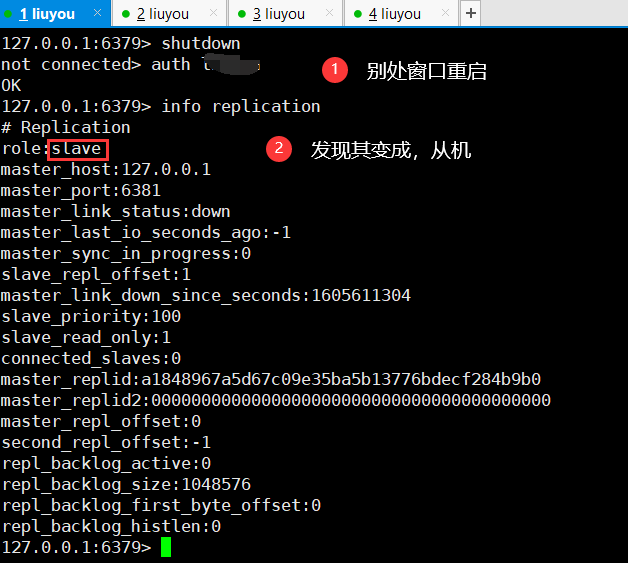 1 liuyou
2 liuyou
3 liuyou
4 liuyou
127.0.0.1:6379> shutdown
not connected> auth
1 别处窗口重启
OK
127.0.0.1:6379> info replication
# Replication
role:slave
2 发现其变成，从机
master_host:127.0.0.1
master_port:6381
master_link_status:down
master_last_io_seconds_ago:-1
master_sync_in_progress:0
slave_repl_offset:1
master_link_down_since_seconds:1605611304
slave_priority:100
slave_read_only:1
connected_slaves:0
master_replid:a1848967a5d67c09e35ba5b13776bdecf284b9b0
master_replid2:0000000000000000000000000000000000000000
master_repl_offset:0
second_repl_offset:-1
repl_backlog_active:0
repl_backlog_size:1048576
repl_backlog_first_byte_offset:0
repl_backlog_histlen:0
127.0.0.1:6379>